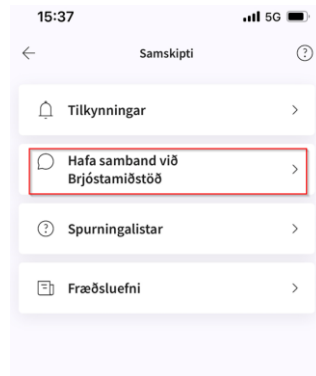 15:37 5G
Samskipti
Tilkynningar
Hafa samband við
Brjóstamiðstöð
Spurningalistar
Fræðsluefni